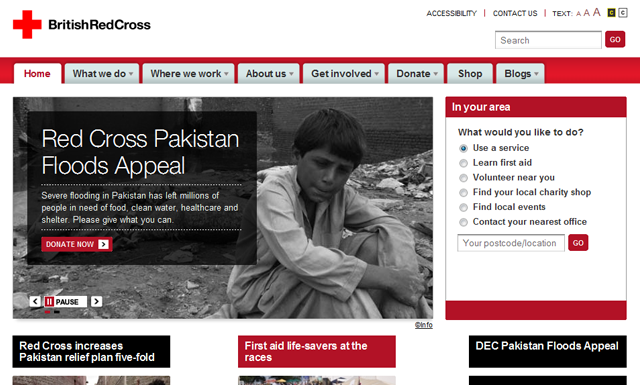 BritishRedCross
ACCESSIBILITY | CONTACT US | TEXT: A A A C C
Search GO
Home What we do Where we work About us Get involved Donate Shop Blogs
Red Cross Pakistan
Floods Appeal
Severe flooding in Pakistan has left millions of
people in need of food, clean water, healthcare and
shelter. Please give what you can.
DONATE NOW
PAUSE
©Info
In your area
What would you like to do?
Use a service
Learn first aid
Volunteer near you
Find your local charity shop
Find local events
Contact your nearest office
Your postcode/location GO
Red Cross increases
Pakistan relief plan five-fold
First aid life-savers at the
races
DEC Pakistan Floods Appeal